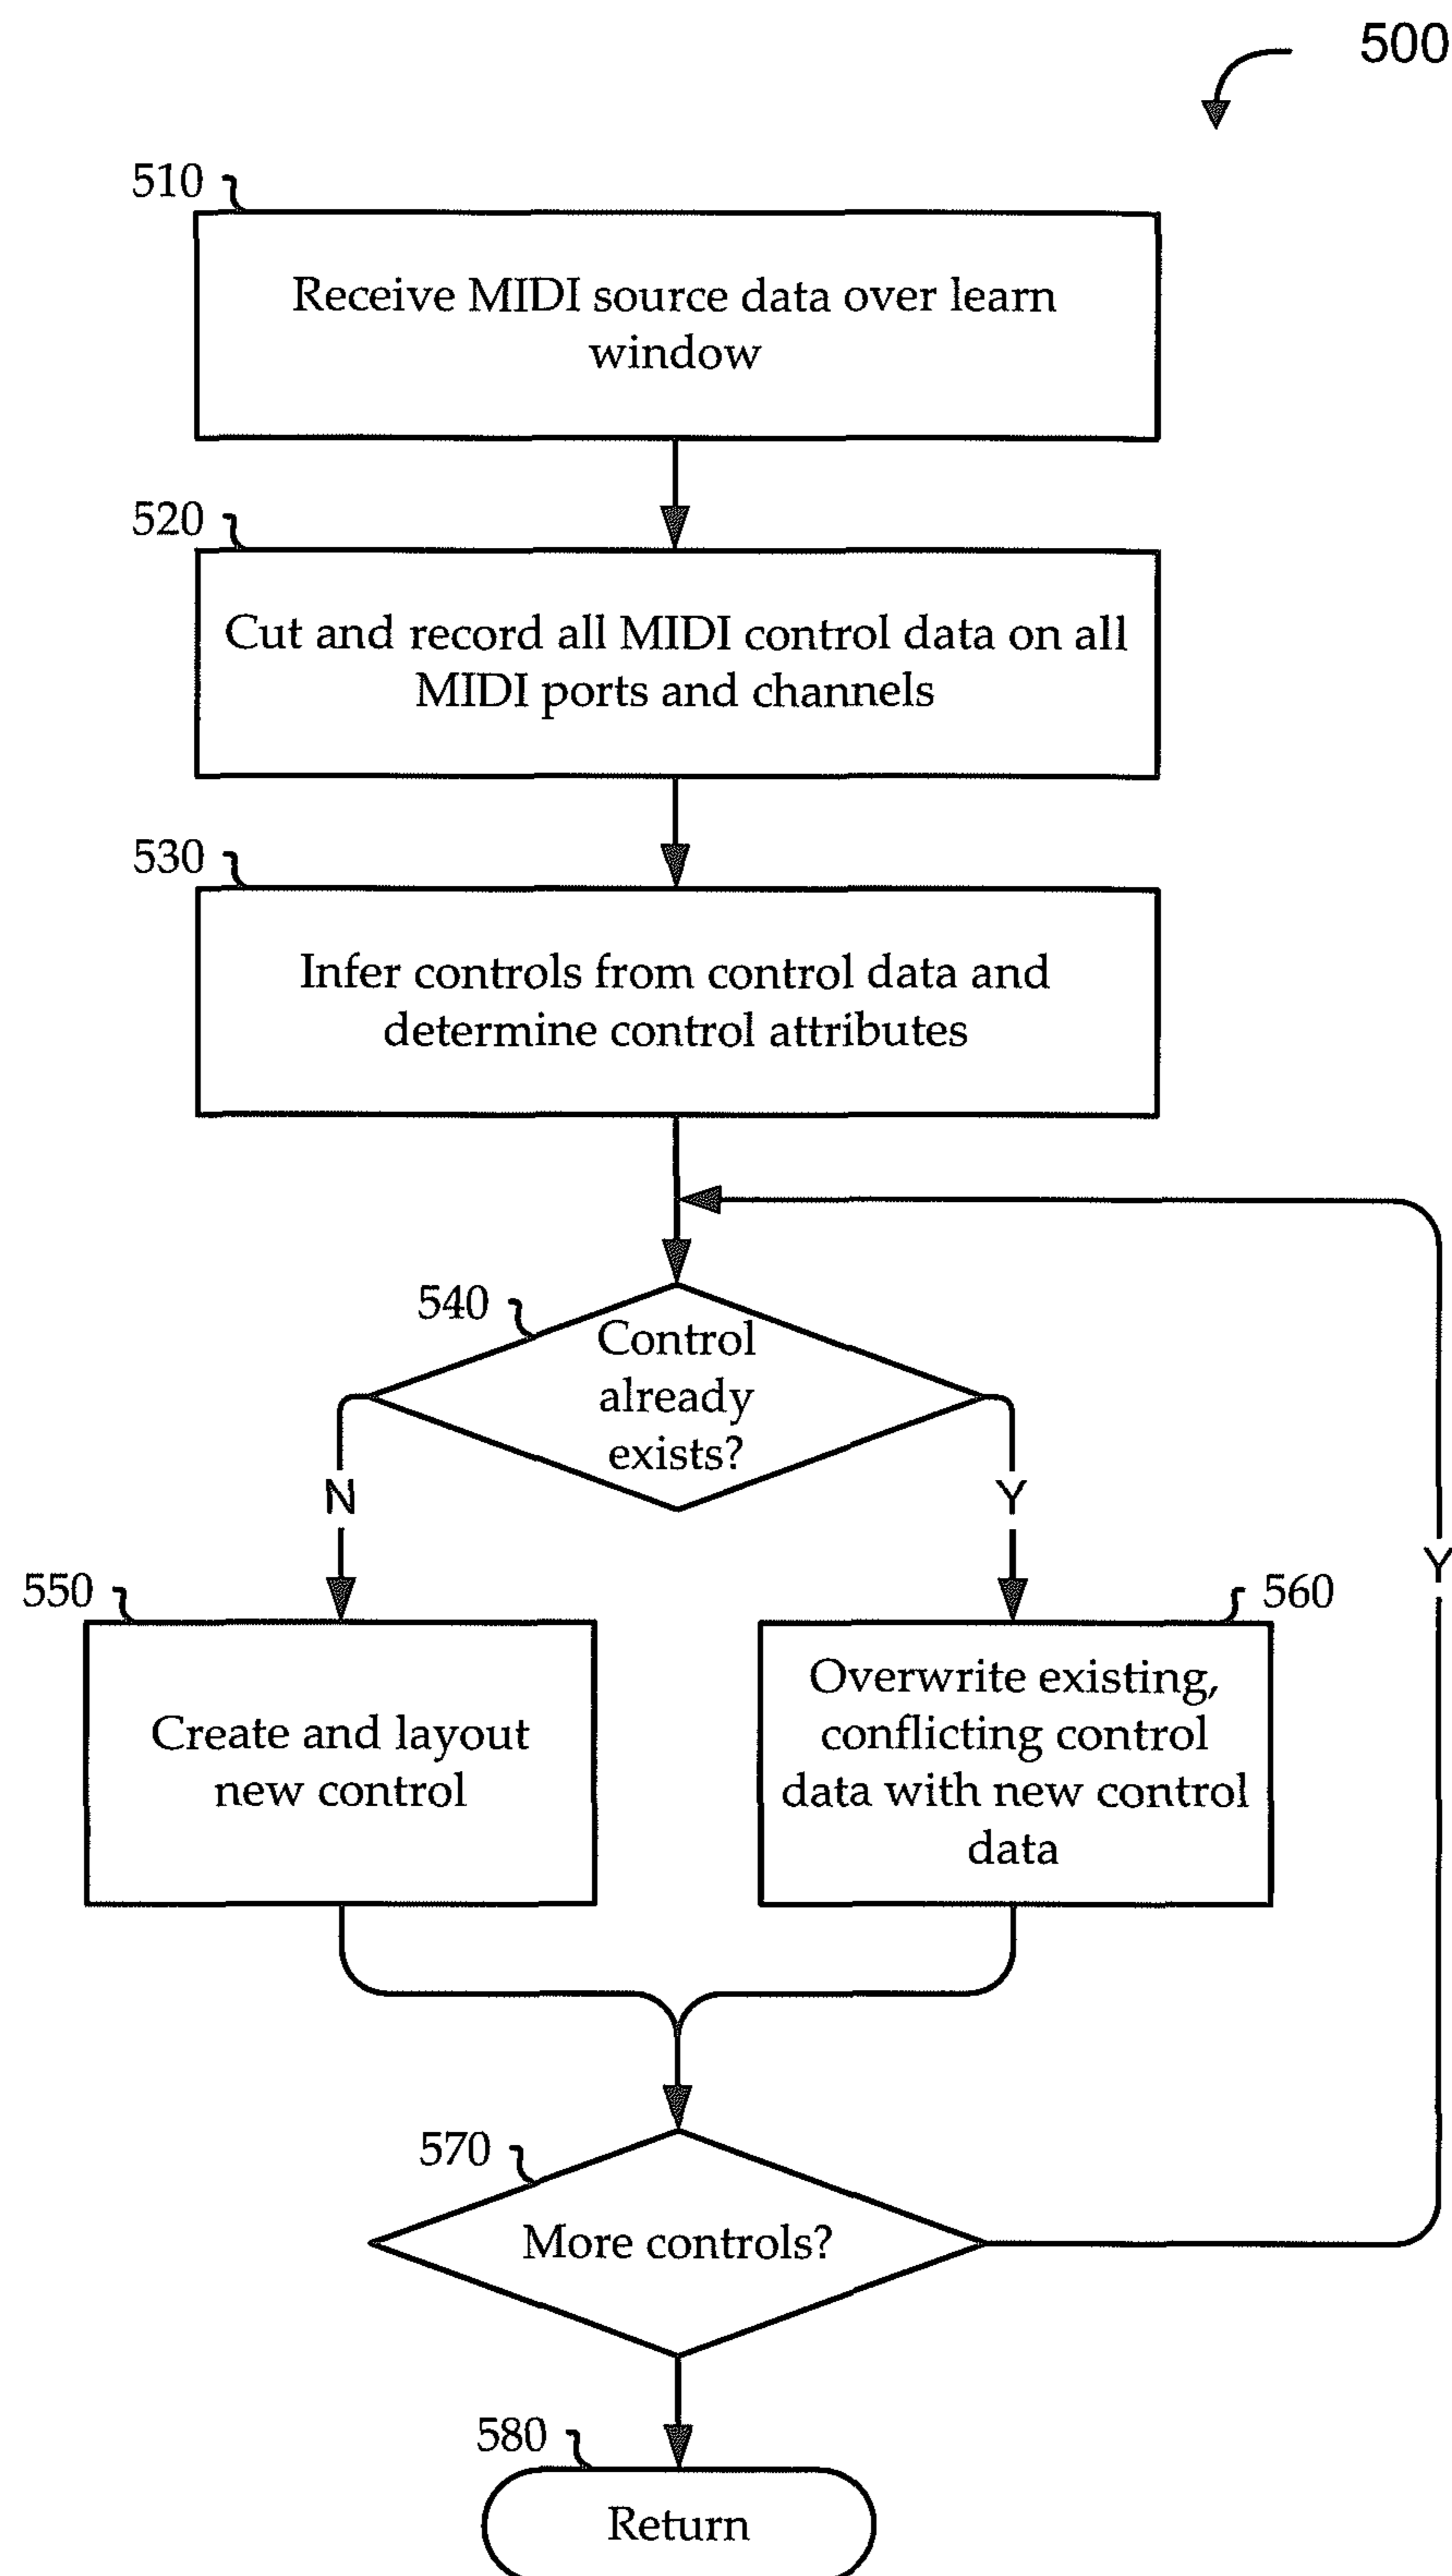 500
510
Receive MIDI source data over learn
window
520
Cut and record all MIDI control data on all
MIDI ports and channels
530
Infer controls from control data and
determine control attributes
540
Control
already
exists?
N
Y
Y
550
560
Create and layout
new control
Overwrite existing,
conflicting control
data with new control
data
570
More controls?
580
Return